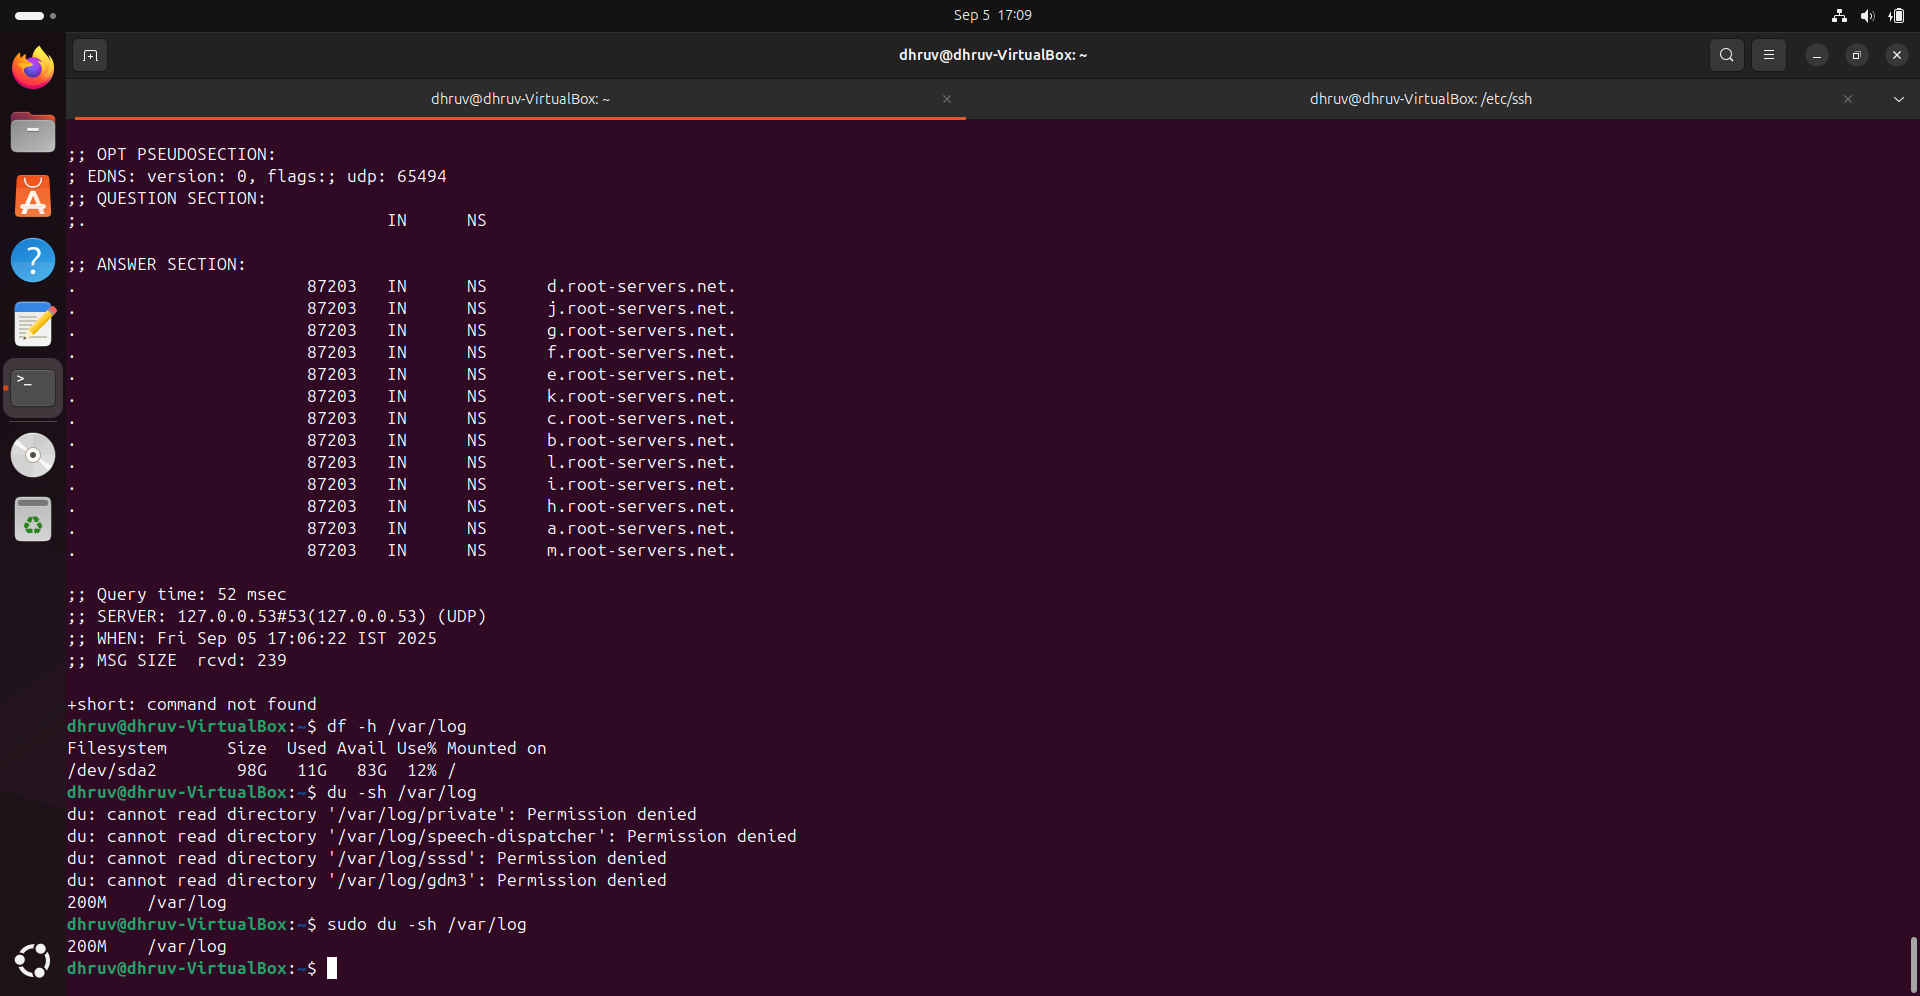 Sep 5 17:09
dhruv@dhruv-VirtualBox: ~
dhruv@dhruv-VirtualBox: ~
dhruv@dhruv-VirtualBox: /etc/ssh
;; OPT PSEUDOSECTION:
; EDNS: version: 0, flags:; udp: 65494
;; QUESTION SECTION:
;. IN NS
;; ANSWER SECTION:
. 87203 IN NS d.root-servers.net.
. 87203 IN NS j.root-servers.net.
. 87203 IN NS g.root-servers.net.
. 87203 IN NS f.root-servers.net.
. 87203 IN NS e.root-servers.net.
. 87203 IN NS k.root-servers.net.
. 87203 IN NS c.root-servers.net.
. 87203 IN NS b.root-servers.net.
. 87203 IN NS l.root-servers.net.
. 87203 IN NS i.root-servers.net.
. 87203 IN NS h.root-servers.net.
. 87203 IN NS a.root-servers.net.
. 87203 IN NS m.root-servers.net.
;; Query time: 52 msec
;; SERVER: 127.0.0.53#53(127.0.0.53) (UDP)
;; WHEN: Fri Sep 05 17:06:22 IST 2025
;; MSG SIZE  rcvd: 239
+short: command not found
dhruv@dhruv-VirtualBox:~$ df -h /var/log
Filesystem      Size  Used Avail Use% Mounted on
/dev/sda2        98G   11G   83G  12% /
dhruv@dhruv-VirtualBox:~$ du -sh /var/log
du: cannot read directory '/var/log/private': Permission denied
du: cannot read directory '/var/log/speech-dispatcher': Permission denied
du: cannot read directory '/var/log/sssd': Permission denied
du: cannot read directory '/var/log/gdm3': Permission denied
200M    /var/log
dhruv@dhruv-VirtualBox:~$ sudo du -sh /var/log
200M    /var/log
dhruv@dhruv-VirtualBox:~$